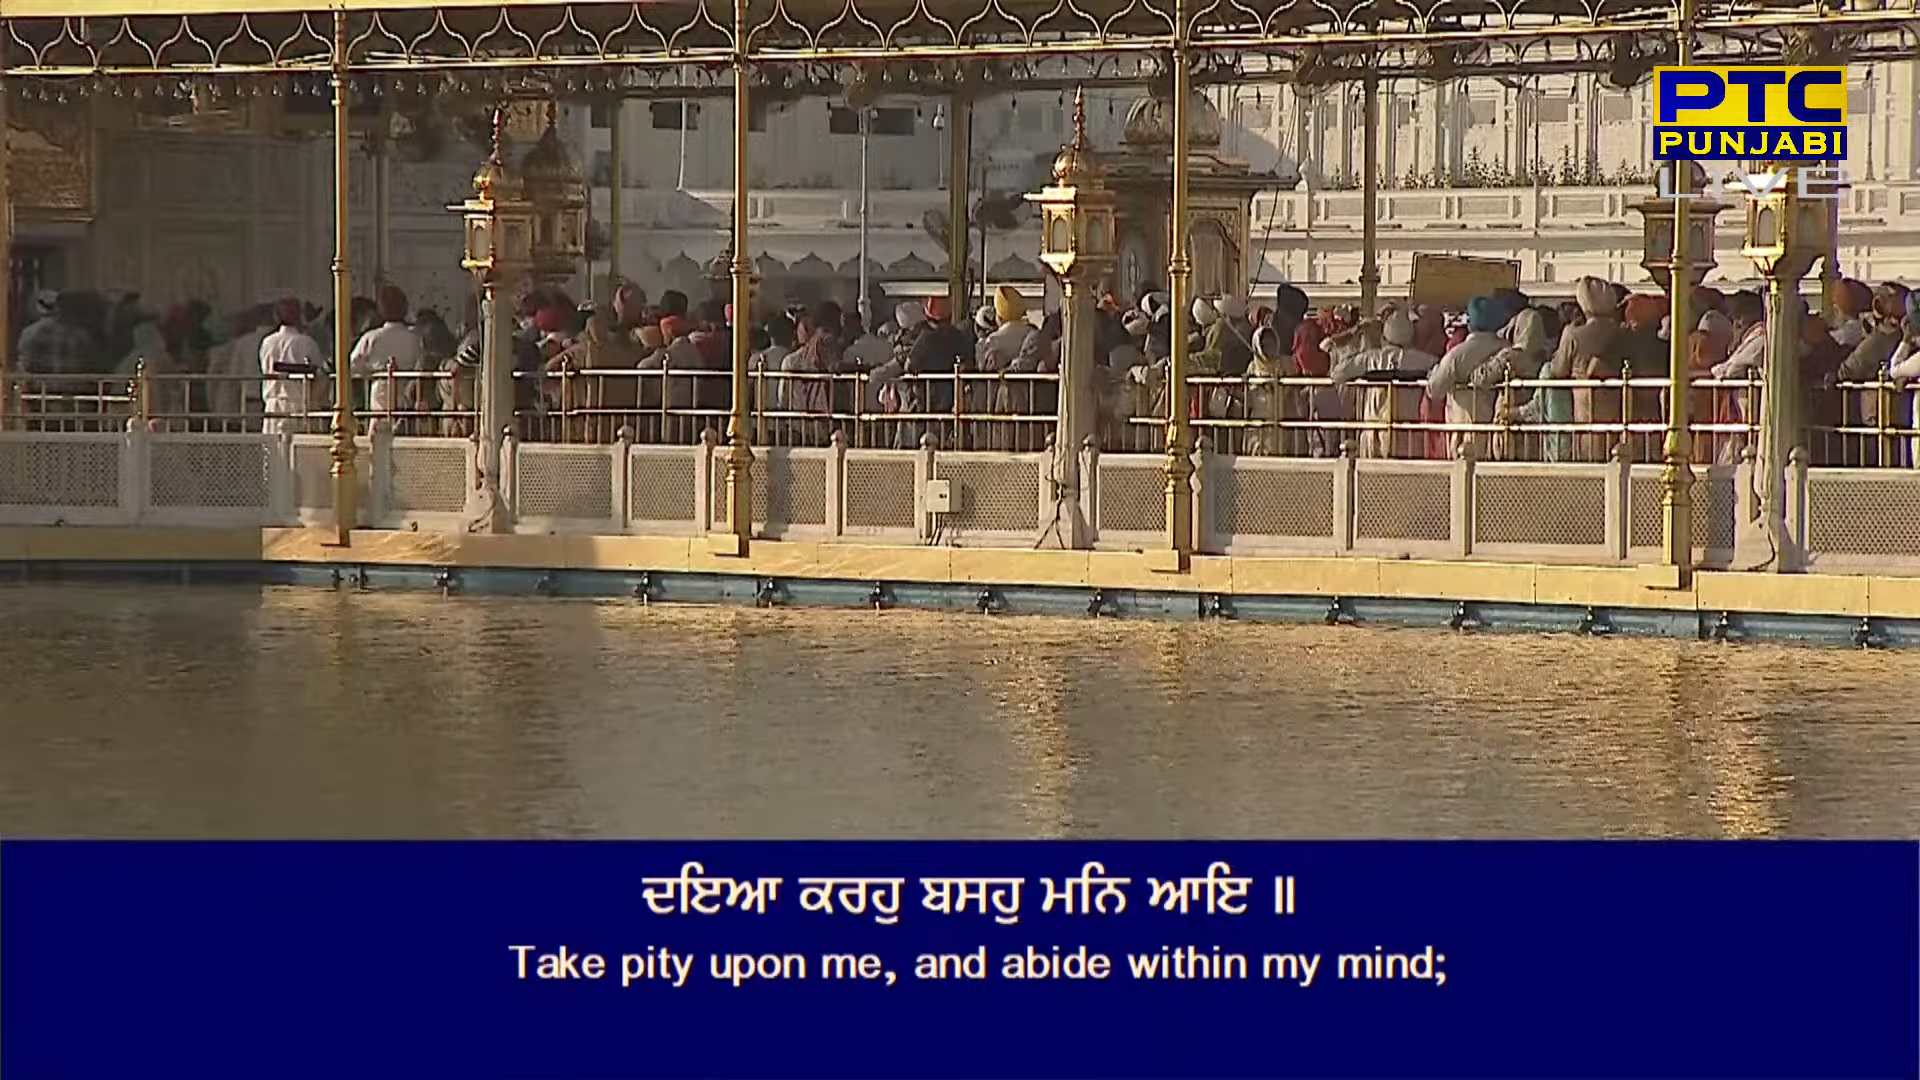 PTC
PUNJABI
LIVE
ਦਇਆ ਕਰਹੁ ਬਸਹੁ ਮਨਿ ਆਇ ॥
Take pity upon me, and abide within my mind;